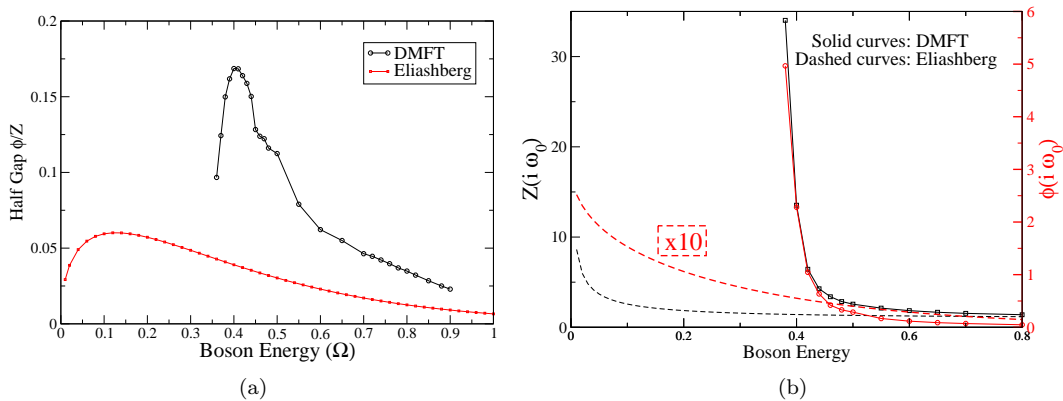 0.2
0.15
0.1
0.05
0
Half Gap ϕ/Z
DMFT
Eliashberg
0 0.1 0.2 0.3 0.4 0.5 0.6 0.7 0.8 0.9 1
Boson Energy (Ω)
(a)
30
20
10
0
Z(i ω₀)
Solid curves: DMFT
Dashed curves: Eliashberg
x10
6
5
4
3
2
1
0
ϕ(i ω₀)
0 0.2 0.4 0.6 0.8
Boson Energy
(b)